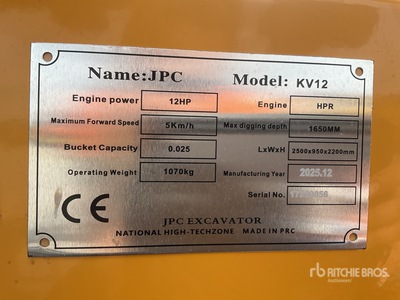 Name:JPC Model: KV12
Engine power 12HP Engine HPR
Maximum Forward Speed 5Km/h Max digging depth 1650MM
Bucket Capacity 0.025 LxWxH 2500x950x2200mm
Operating Weight 1070kg Manufacturing Year 2025.12
Serial No.
CE
JPC EXCAVATOR
NATIONAL HIGH-TECHZONE MADE IN PRC
rb RITCHIE BROS.
Auctioneers